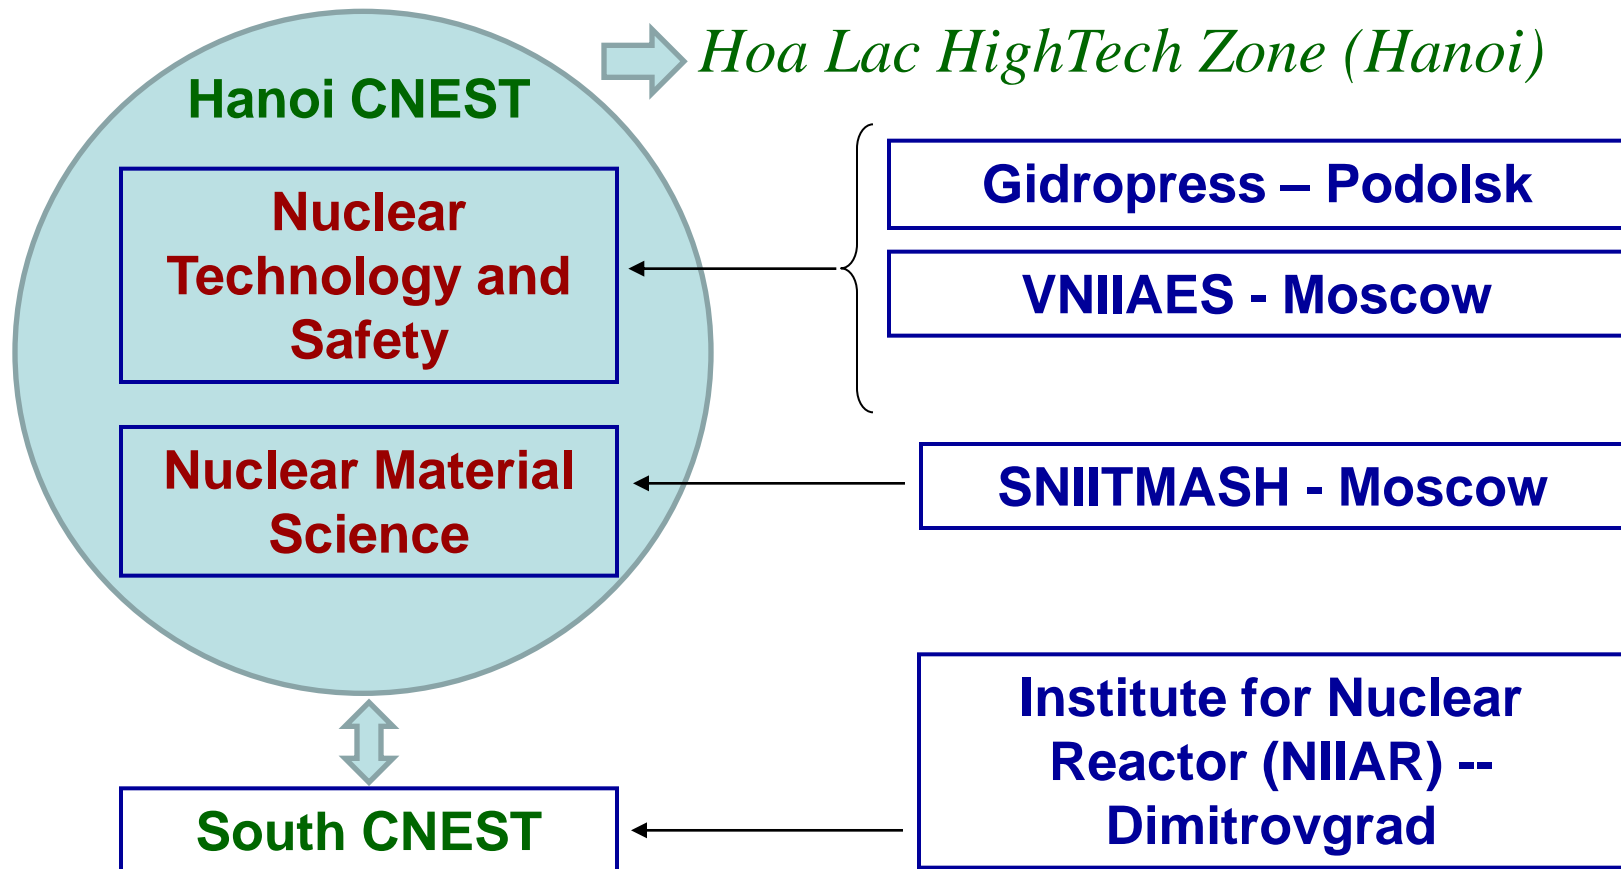 Hoa Lac HighTech Zone (Hanoi)
Hanoi CNEST
Nuclear
Technology and
Safety
Gidropress – Podolsk
VNIIAES - Moscow
Nuclear Material
Science
SNIITMASH - Moscow
South CNEST
Institute for Nuclear
Reactor (NIIAR) --
Dimitrovgrad